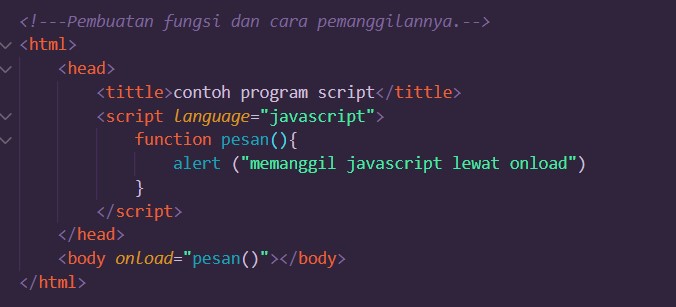 <!---Pembuatan fungsi dan cara pemanggilannya.-->
<html>
<head>
<tittle>contoh program script</tittle>
<script language="javascript">
function pesan(){
alert ("memanggil javascript lewat onload")
}
</script>
</head>
<body onload="pesan()"></body>
</html>